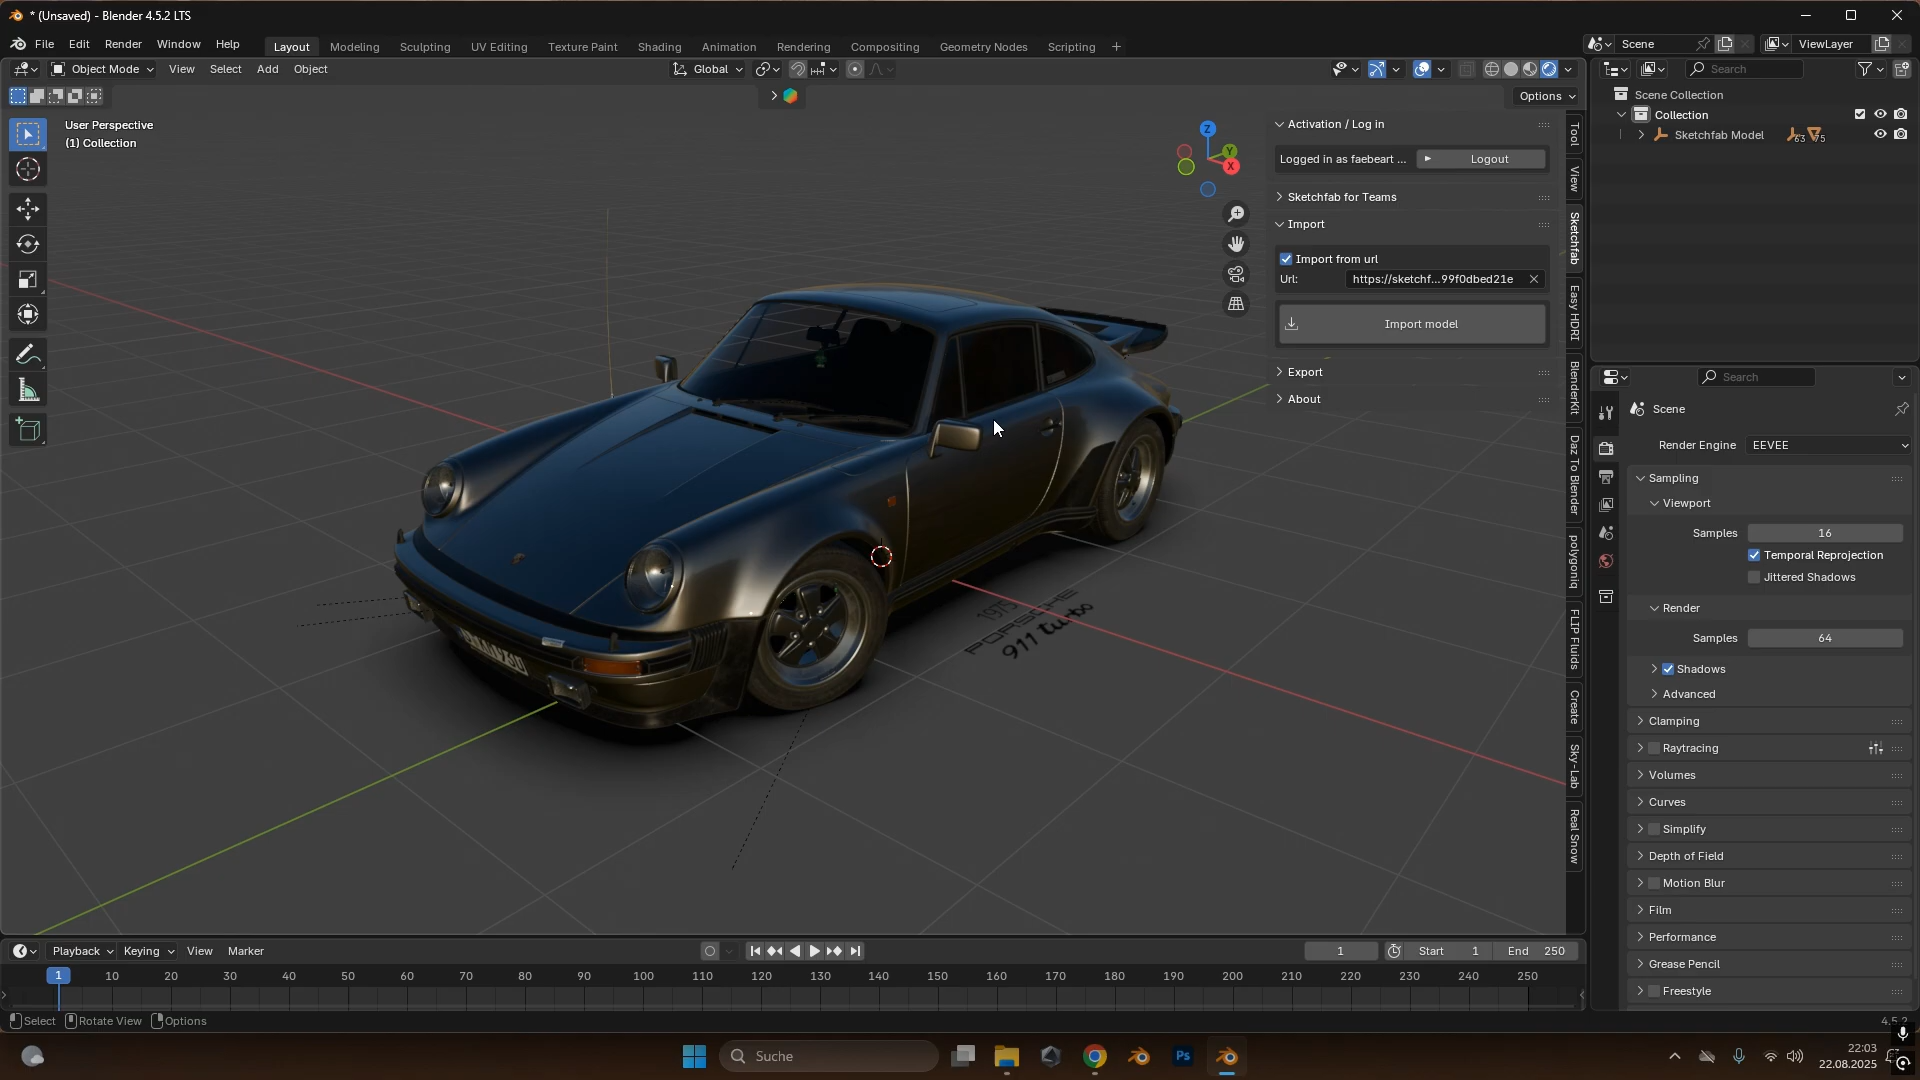 * (Unsaved) - Blender 4.5.2 LTS
File Edit Render Window Help Layout Modeling Sculpting UV Editing Texture Paint Shading Animation Rendering Compositing Geometry Nodes Scripting + Scene ViewLayer
Object Mode View Select Add Object Global Search
Options
User Perspective
(1) Collection
Z
Y
X
Activation / Log in
Logged in as faebeart ... Logout
Sketchfab for Teams
Import
Import from url
Url: https://sketchf...99f0dbed21e
Import model
Export
About
Tool
View
Sketchfab
Easy HDRI
BlenderKit
Daz To Blender
polygoniq
FLIP Fluids
Create
Sky-Lab
Real Snow
1975
PORSCHE
911 turbo
Scene Collection
Collection
Sketchfab Model 63 75
Search
Scene
Render Engine EEVEE
Sampling
Viewport
Samples 16
Temporal Reprojection
Jittered Shadows
Render
Samples 64
Shadows
Advanced
Clamping
Raytracing
Volumes
Curves
Simplify
Depth of Field
Motion Blur
Film
Performance
Grease Pencil
Freestyle
Playback Keying View Marker 1 Start 1 End 250
1 10 20 30 40 50 60 70 80 90 100 110 120 130 140 150 160 170 180 190 200 210 220 230 240 250
Select Rotate View Options
4.5.2
Suche
Ps
22:03
22.08.2025